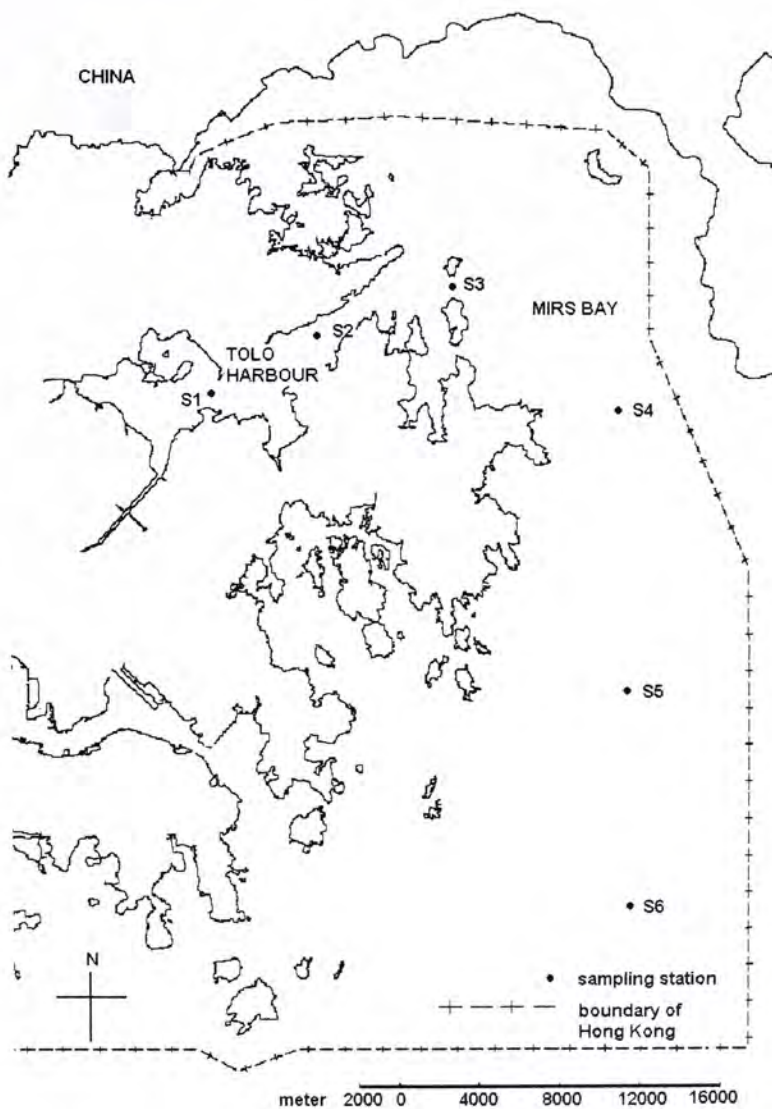 CHINA
S3
MIRS BAY
S2
TOLO
HARBOUR
S1
S4
S5
S6
N
sampling station
boundary of
Hong Kong
meter 2000 0 4000 8000 12000 16000